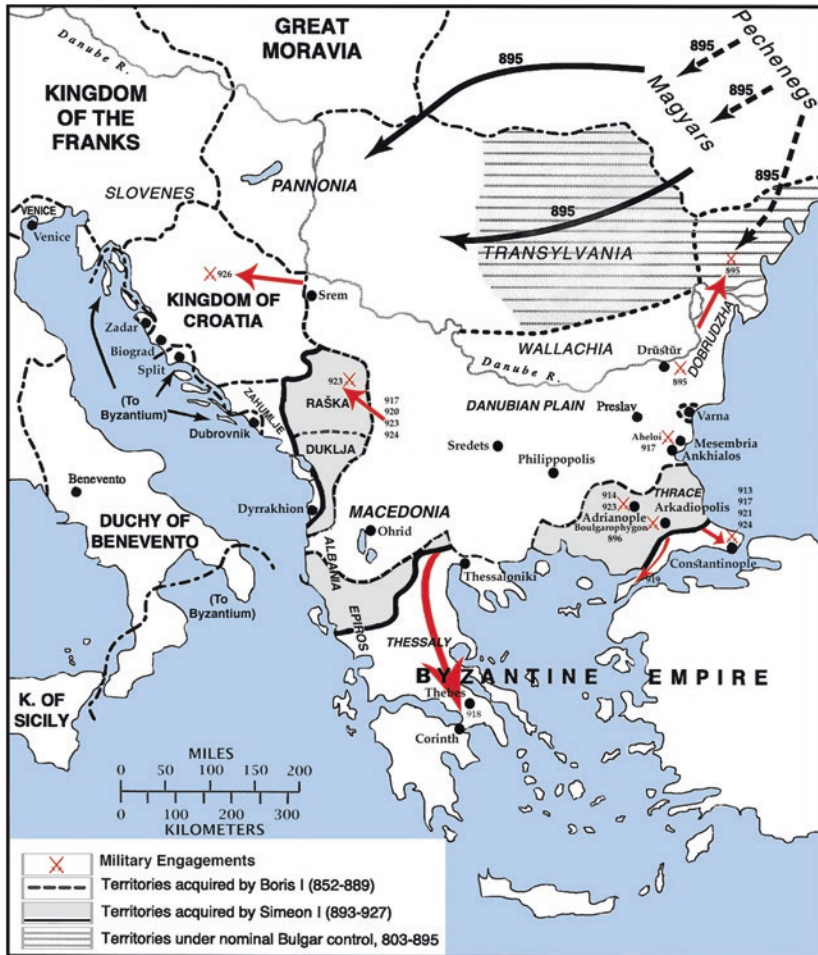 GREAT
MORAVIA
Danube R.
KINGDOM
OF THE
FRANKS
895
Pechenegs
895
895
Magyars
895
SLOVENES
PANNONIA
VENICE
Venice
895
TRANSYLVANIA
926
895
KINGDOM OF
CROATIA
Srem
DOBRUDZHA
Zadar
Biograd
Split
WALLACHIA
Drŭstŭr
895
Danube R.
(To
Byzantium)
ZAHUMLJE
923
RAŠKA
917
920
923
924
DANUBIAN PLAIN
Preslav
Varna
Dubrovnik
DUKLJA
Sredets
Aheloi
917
Mesembria
Ankhialos
Philippopolis
Benevento
Dyrrakhion
MACEDONIA
Ohrid
914
923
THRACE
Arkadiopolis
913
917
921
924
Adrianople
Boulgarophygon
896
DUCHY OF
BENEVENTO
ALBANIA
Constantinople
919
Thessaloniki
(To
Byzantium)
EPIROS
THESSALY
BYZANTINE EMPIRE
K. OF
SICILY
Thebes
918
Corinth
MILES
0 50 100 150 200
0 100 200 300
KILOMETERS
Military Engagements
Territories acquired by Boris I (852-889)
Territories acquired by Simeon I (893-927)
Territories under nominal Bulgar control, 803-895